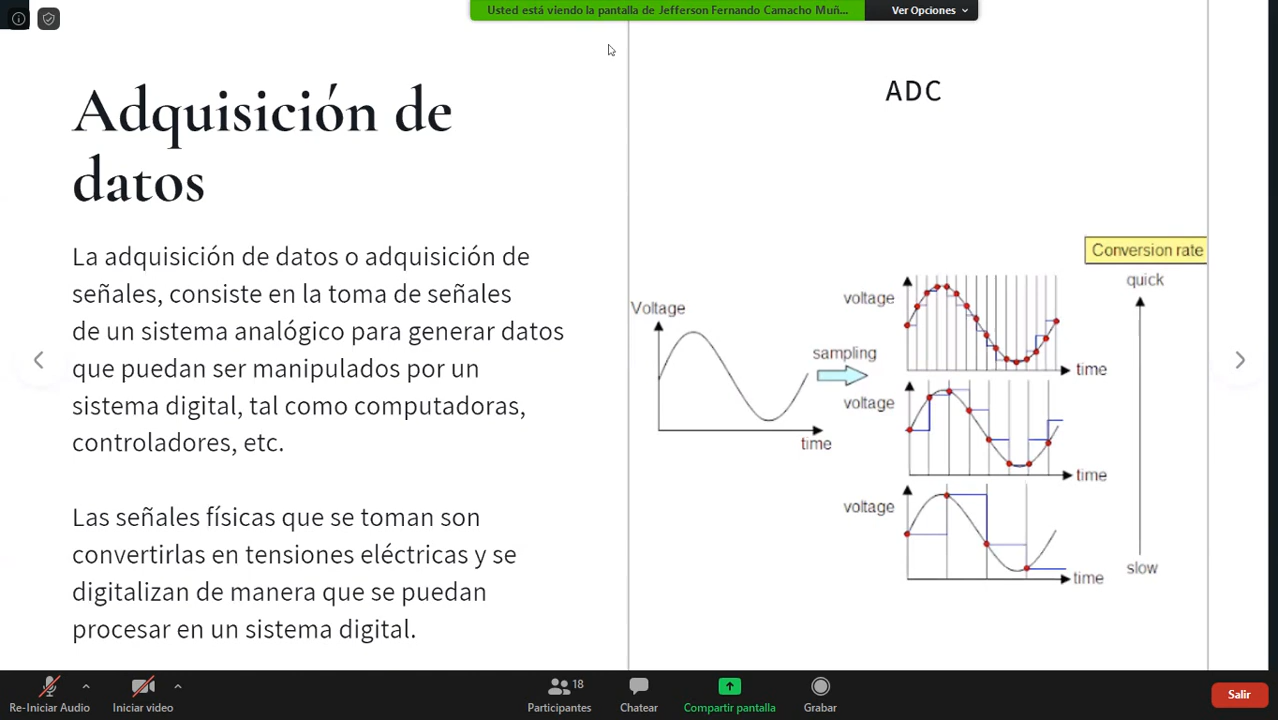 Usted está viendo la pantalla de Jefferson Fernando Camacho Muñ...
Ver Opciones
Adquisición de
datos
La adquisición de datos o adquisición de
señales, consiste en la toma de señales
de un sistema analógico para generar datos
que puedan ser manipulados por un
sistema digital, tal como computadoras,
controladores, etc.
Las señales físicas que se toman son
convertirlas en tensiones eléctricas y se
digitalizan de manera que se puedan
procesar en un sistema digital.
ADC
Conversion rate
quick
Voltage
time
sampling
voltage
time
voltage
time
voltage
time
slow
Re-Iniciar Audio
Iniciar video
18
Participantes
Chatear
Compartir pantalla
Grabar
Salir